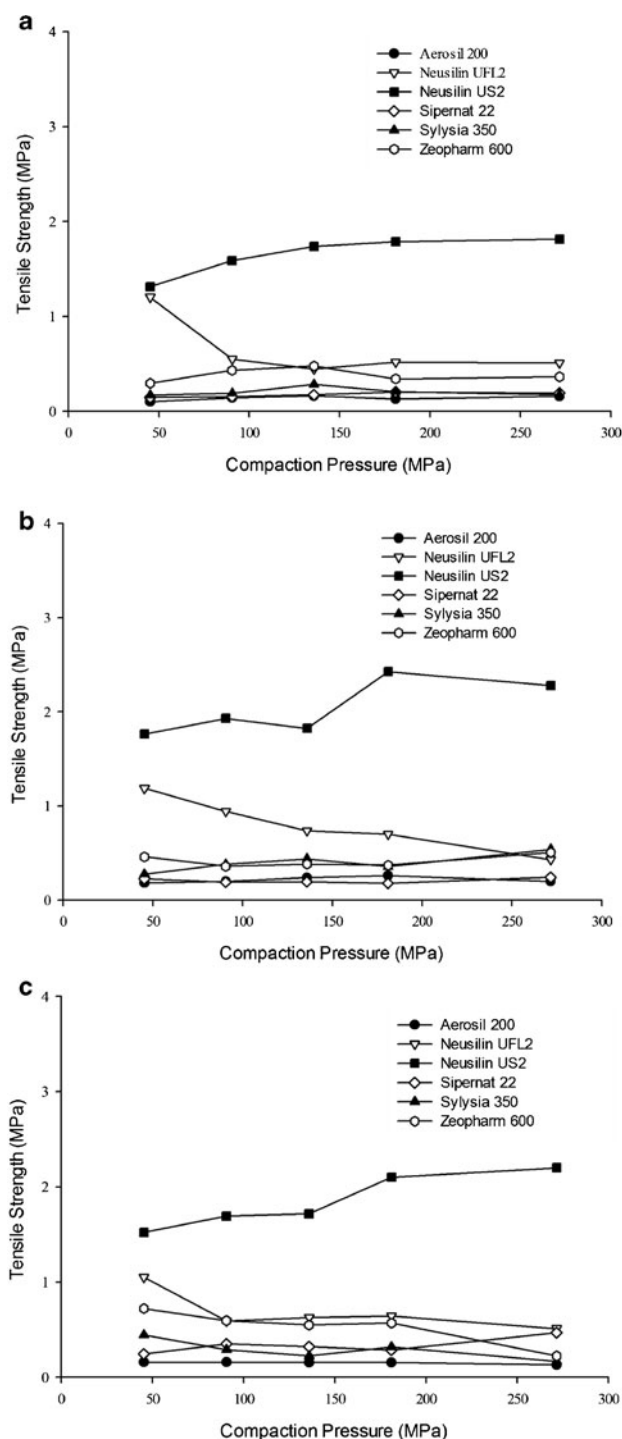 a
4
3
2
1
0
0 50 100 150 200 250 300
Tensile Strength (MPa)
Compaction Pressure (MPa)
Aerosil 200
Neusilin UFL2
Neusilin US2
Sipernat 22
Sylysia 350
Zeopharm 600
b
4
3
2
1
0
0 50 100 150 200 250 300
Tensile Strength (MPa)
Compaction Pressure (MPa)
Aerosil 200
Neusilin UFL2
Neusilin US2
Sipernat 22
Sylysia 350
Zeopharm 600
c
4
3
2
1
0
0 50 100 150 200 250 300
Tensile Strength (MPa)
Compaction Pressure (MPa)
Aerosil 200
Neusilin UFL2
Neusilin US2
Sipernat 22
Sylysia 350
Zeopharm 600